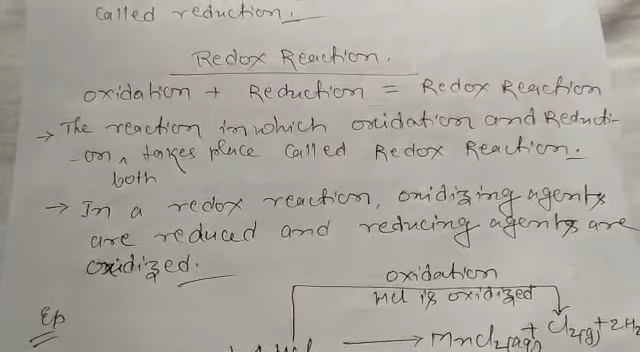 called reduction.
Redox Reaction.
Oxidation + Reduction = Redox Reaction
→ The reaction in which oxidation and Reducti-
-on, takes place called Redox Reaction.
both
→ In a redox reaction, oxidizing agents
are reduced and reducing agents are
oxidized.
oxidation
HCl is oxidized
Ep
→ MnCl2(aq) + Cl2(g) + 2H2